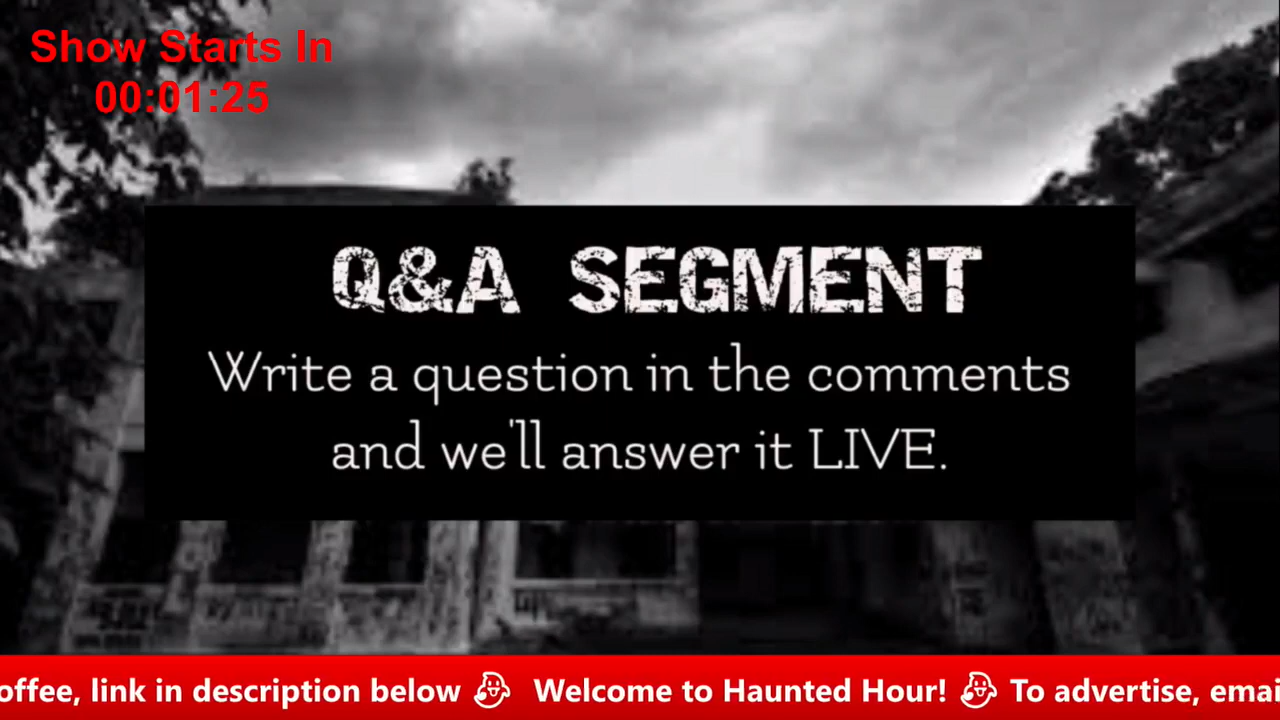 Show Starts In
00:01:25
Q&A SEGMENT
Write a question in the comments
and we'll answer it LIVE.
offee, link in description below 👻 Welcome to Haunted Hour! 👻 To advertise, emai